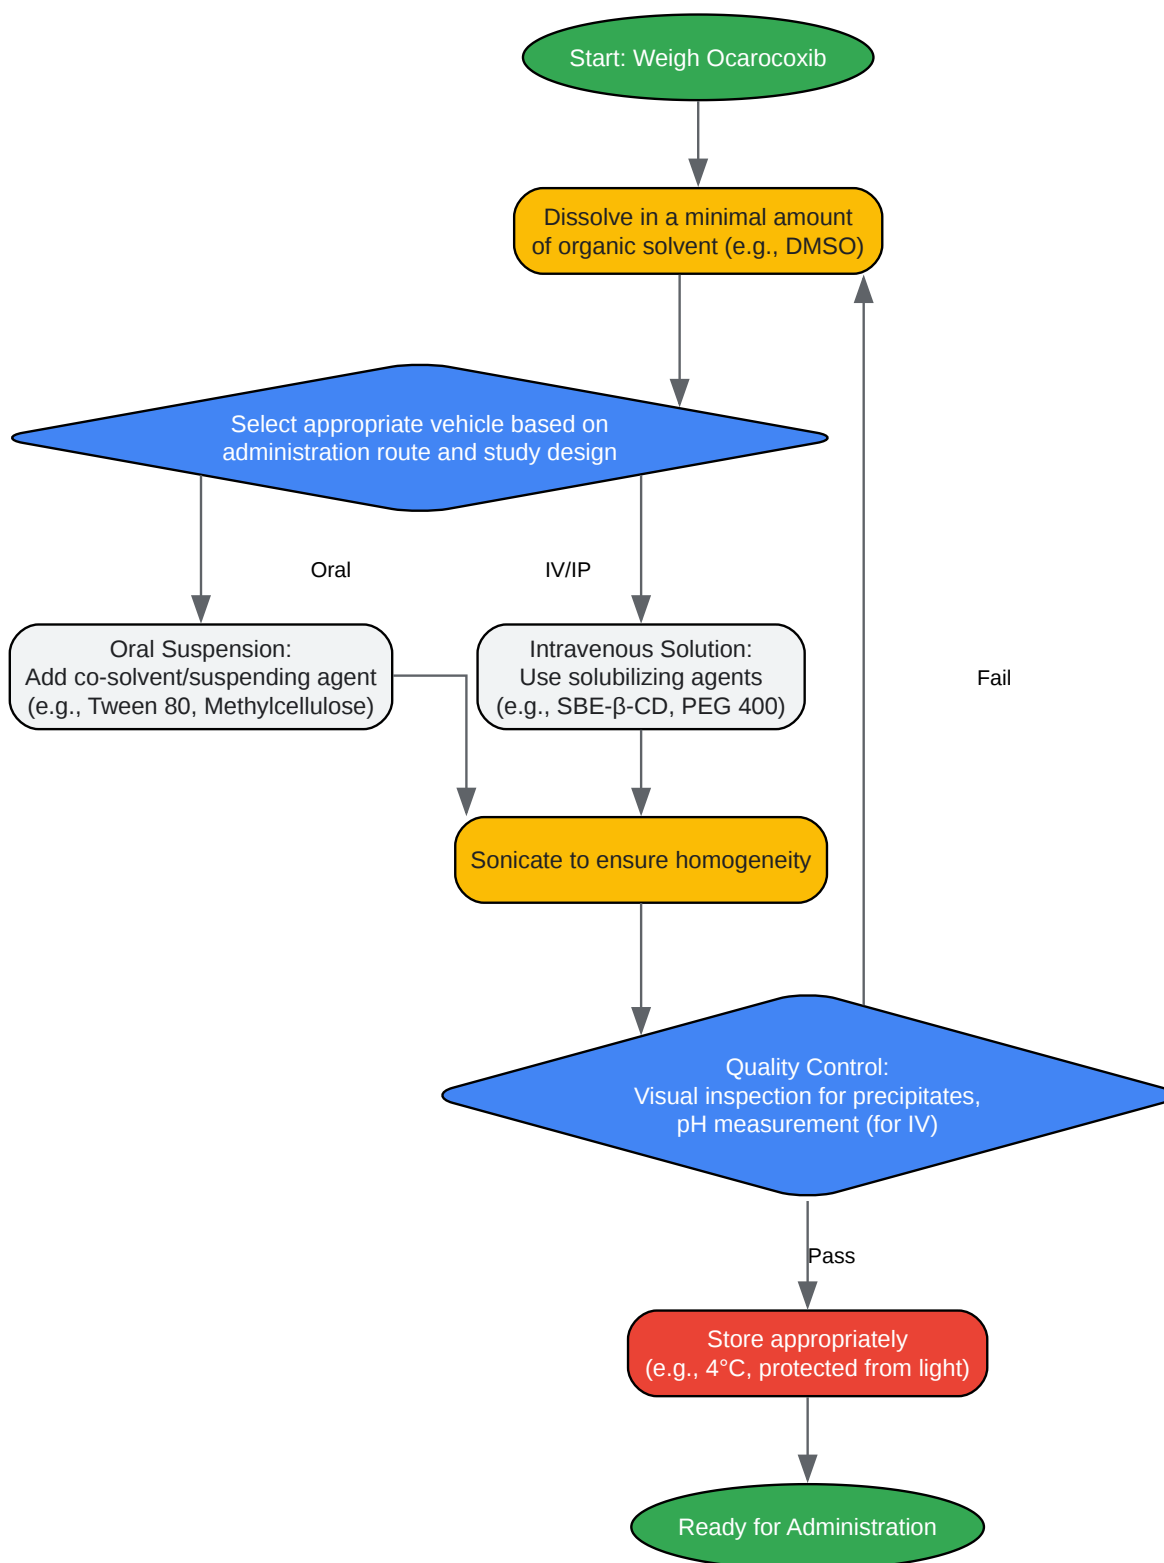 Start: Weigh Ocarocoxib
Dissolve in a minimal amount
of organic solvent (e.g., DMSO)
Select appropriate vehicle based on
administration route and study design
Oral
IV/IP
Oral Suspension:
Add co-solvent/suspending agent
(e.g., Tween 80, Methylcellulose)
Intravenous Solution:
Use solubilizing agents
(e.g., SBE-β-CD, PEG 400)
Fail
Sonicate to ensure homogeneity
Quality Control:
Visual inspection for precipitates,
pH measurement (for IV)
Pass
Store appropriately
(e.g., 4°C, protected from light)
Ready for Administration